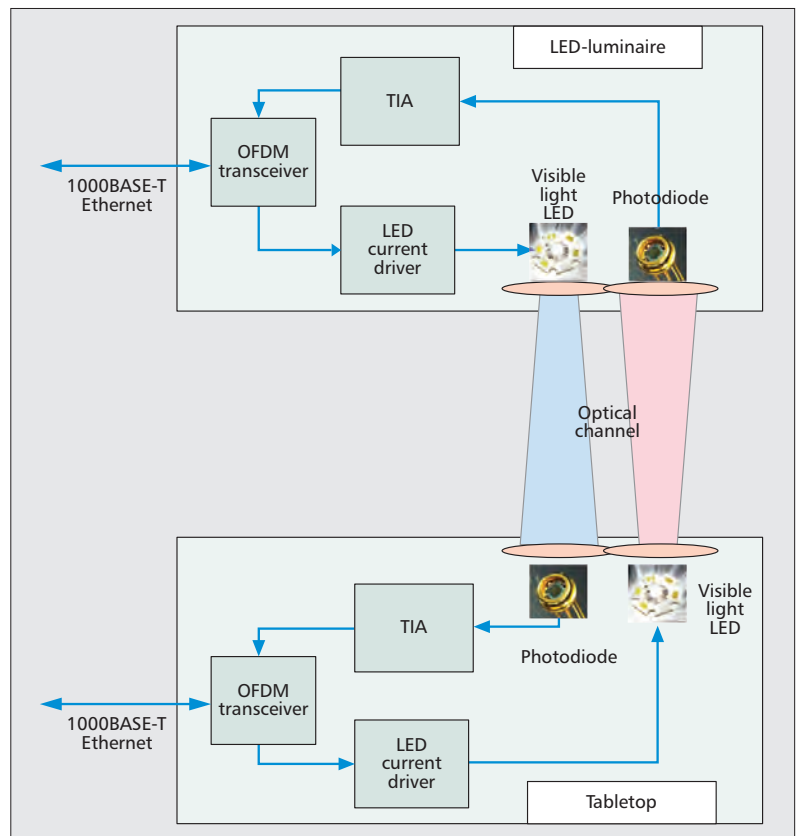 LED-luminaire
TIA
OFDM
transceiver
1000BASE-T
Ethernet
Visible
light
LED
Photodiode
LED
current
driver
Optical
channel
TIA
Visible
light
LED
Photodiode
OFDM
transceiver
1000BASE-T
Ethernet
LED
current
driver
Tabletop